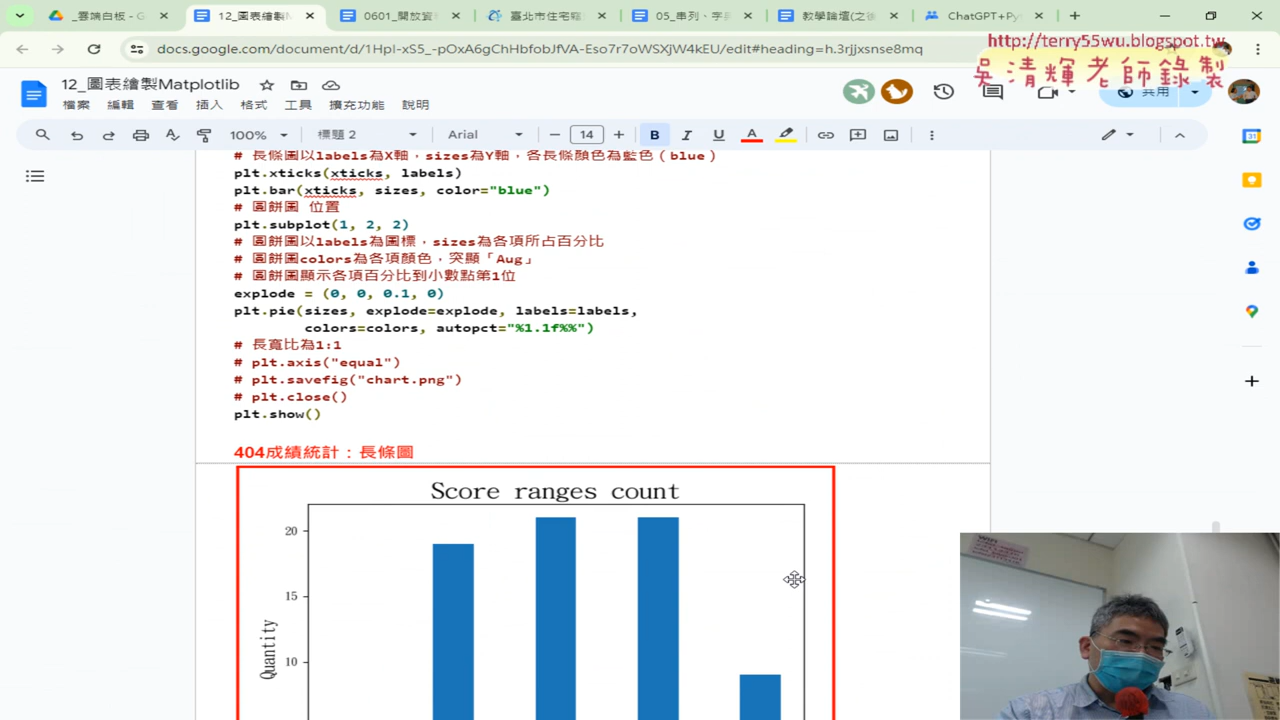 _雲端白板 - G
12_圖表繪製M
0601_開放資
臺北市住宅竊
05_串列、字
教學論壇(之後
ChatGPT+Py
docs.google.com/document/d/1HpI-xS5_-pOxA6gChHbfobJfVA-Eso7r7oWSXjW4kEU/edit#heading=h.3rjjxsnse8mq
http://terry55wu.blogspot.tw
吳清輝老師錄製
12_圖表繪製Matplotlib
檔案 編輯 查看 插入 格式 工具 擴充功能 說明
共用
100% 標題 2 Arial 14 B I U A
# 長條圖以labels為X軸，sizes為Y軸，各長條顏色為藍色（blue）
plt.xticks(xticks, labels)
plt.bar(xticks, sizes, color="blue")
# 圓餅圖 位置
plt.subplot(1, 2, 2)
# 圓餅圖以labels為圖標，sizes為各項所占百分比
# 圓餅圖colors為各項顏色，突顯「Aug」
# 圓餅圖顯示各項百分比到小數點第1位
explode = (0, 0, 0.1, 0)
plt.pie(sizes, explode=explode, labels=labels,
colors=colors, autopct="%1.1f%%")
# 長寬比為1:1
# plt.axis("equal")
# plt.savefig("chart.png")
# plt.close()
plt.show()
404成績統計：長條圖
Score ranges count
20
15
10
Quantity